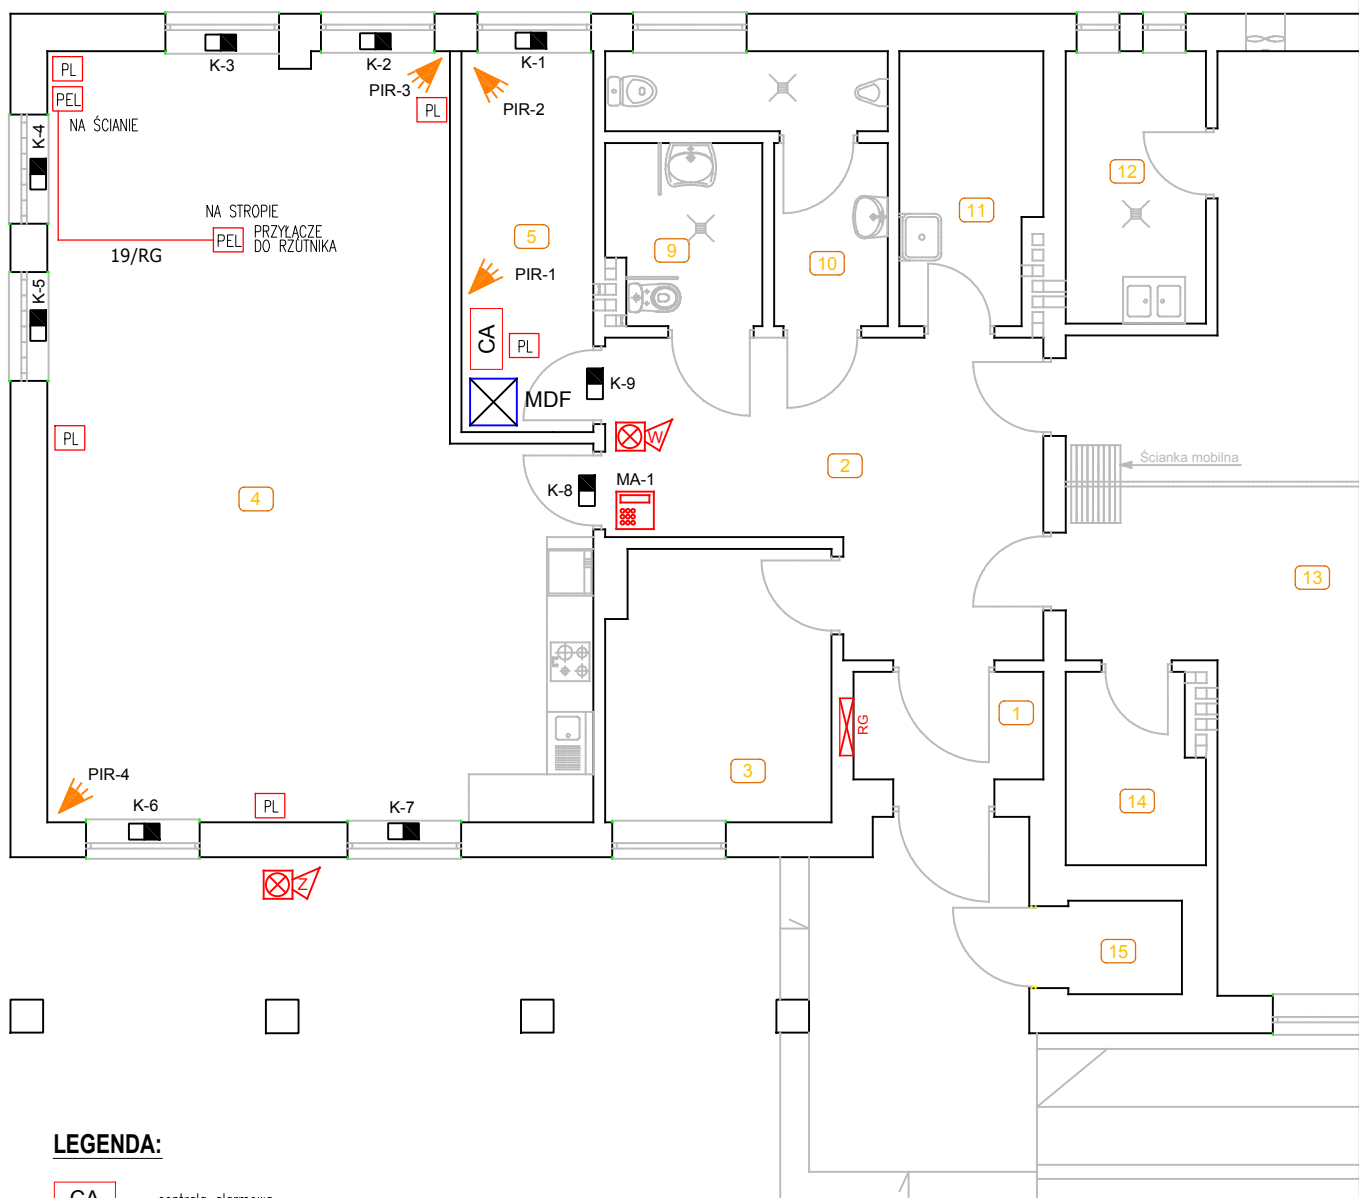 K-3
K-2
K-1
PL
PEL
NA ŚCIANIE
PIR-3
PL
PIR-2
K-4
NA STROPIE
PEL
PRZYŁĄCZE
DO RZUTNIKA
19/RG
5
9
10
11
12
PIR-1
K-5
CA
PL
K-9
MDF
W
PL
2
Ścianka mobilna
K-8
MA-1
4
13
RG
1
3
14
PIR-4
K-6
PL
K-7
Z
15
LEGENDA:
CA
centrala alarmowa